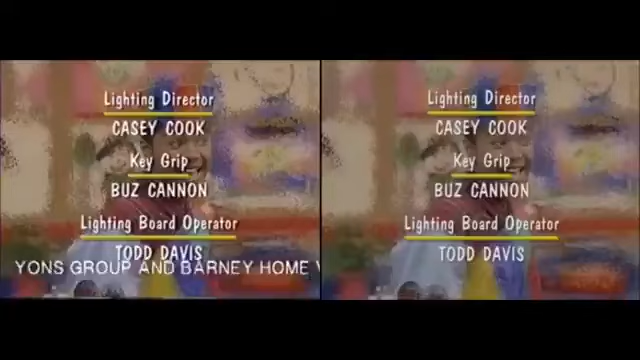 Lighting Director
CASEY COOK
Key Grip
BUZ CANNON
Lighting Board Operator
TODD DAVIS
YONS GROUP AND BARNEY HOME V
Lighting Director
CASEY COOK
Key Grip
BUZ CANNON
Lighting Board Operator
TODD DAVIS